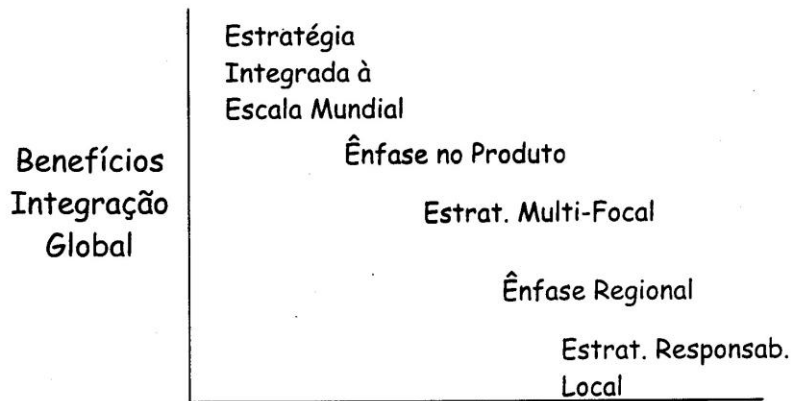 Estratégia
Integrada à
Escala Mundial
Benefícios
Integração
Global
Ênfase no Produto
Estrat. Multi-Focal
Ênfase Regional
Estrat. Responsab.
Local